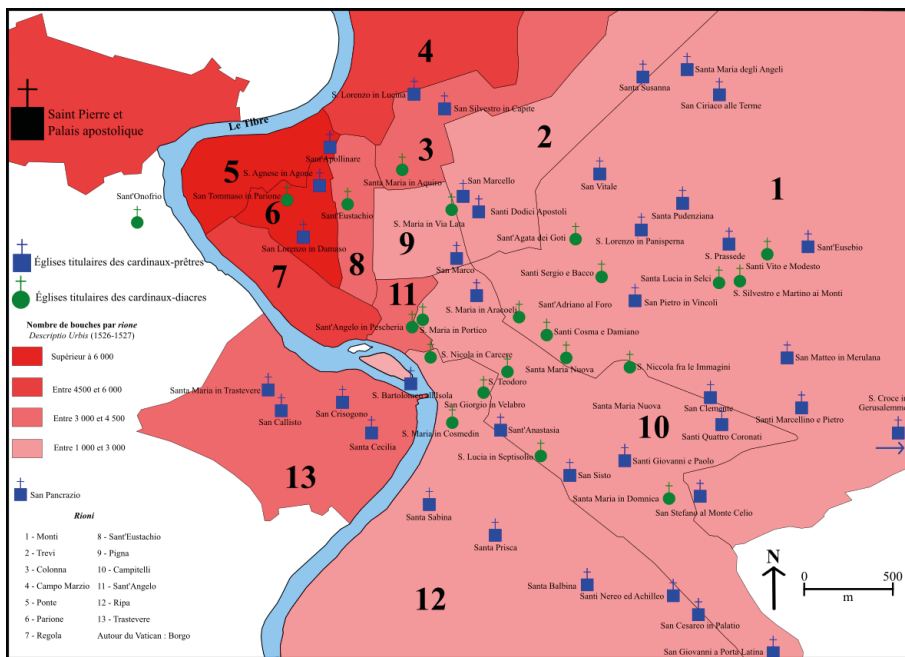 4
Santa Maria degli Angeli
Santa Susanna
San Ciriaco alle Terme
S. Lorenzo in Lucina
San Silvestro in Capite
Saint Pierre et
Palais apostolique
Le Tibre
2
3
5
Sant'Apollinare
S. Agnese in Agone
Santa Maria in Aquiro
San Vitale
1
San Tommaso in Parione
San Marcello
Sant'Onofrio
6
Sant'Eustachio
S. Maria in Via Lata
Santi Dodici Apostoli
Santa Pudenziana
San Lorenzo in Damaso
9
Sant'Agata dei Goti
S. Lorenzo in Panisperna
S. Prassede
Sant'Eusebio
Églises titulaires des cardinaux-prêtres
8
San Marco
Santi Sergio e Bacco
Santi Vito e Modesto
7
Santa Lucia in Selci
S. Silvestro e Martino ai Monti
Églises titulaires des cardinaux-diacres
11
S. Maria in Aracoeli
Sant'Adriano al Foro
San Pietro in Vincoli
Nombre de bouches par rione
Descriptio Urbis (1526-1527)
Sant'Angelo in Pescheria
S. Maria in Portico
Santi Cosma e Damiano
Supérieur à 6 000
S. Nicola in Carcere
Santa Maria Nuova
S. Niccola fra le Immagini
San Matteo in Merulana
Entre 4500 et 6 000
S. Teodoro
Santa Maria in Trastevere
S. Bartolomeo all'Isola
San Giorgio in Velabro
Santa Maria Nuova
San Clemente
S. Croce in
Gerusalemme
Entre 3 000 et 4 500
San Callisto
San Crisogono
Santi Marcellino e Pietro
Entre 1 000 et 3 000
Santa Cecilia
S. Maria in Cosmedin
Sant'Anastasia
10
Santi Quattro Coronati
S. Lucia in Septisolio
Santi Giovanni e Paolo
13
San Sisto
San Pancrazio
Santa Maria in Domnica
Santa Sabina
San Stefano al Monte Celio
Rioni
Santa Prisca
1 - Monti
2 - Trevi
3 - Colonna
4 - Campo Marzio
5 - Ponte
6 - Parione
7 - Regola
8 - Sant'Eustachio
9 - Pigna
10 - Campitelli
11 - Sant'Angelo
12 - Ripa
13 - Trastevere
Autour du Vatican : Borgo
12
Santa Balbina
Santi Nereo ed Achilleo
San Cesareo in Palatio
San Giovanni a Porta Latina
N
0
500
m